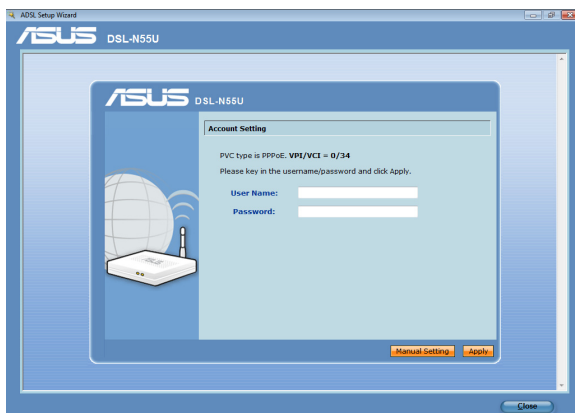 ADSL Setup Wizard
ASUS DSL-N55U
ASUS DSL-N55U
Account Setting
PVC type is PPPoE. VPI/VCI = 0/34
Please key in the username/password and click Apply.
User Name:
Password:
Manual Setting Apply
Close